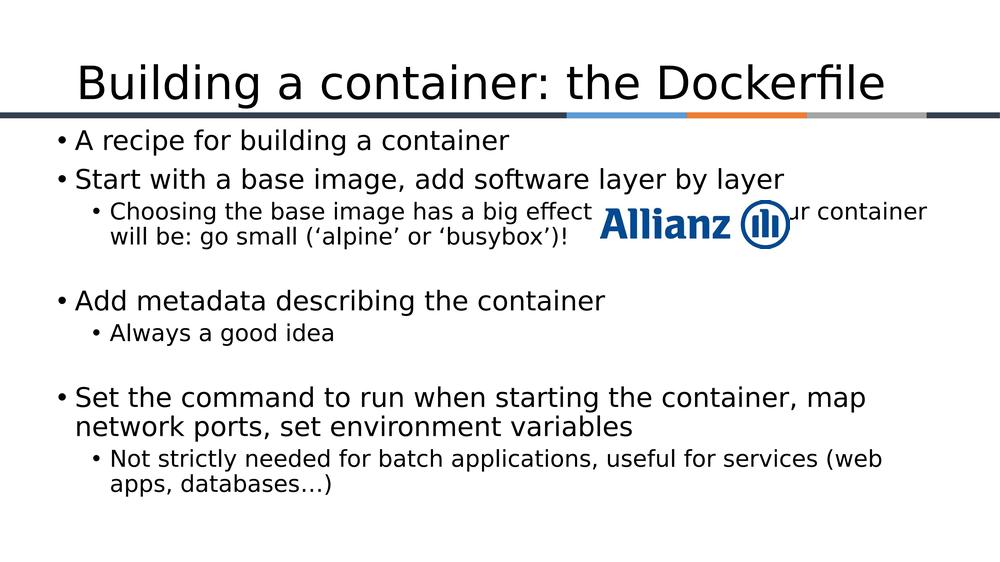 Building a container: the Dockerfile
• A recipe for building a container
• Start with a base image, add software layer by layer
• Choosing the base image has a big effect Allianz container
will be: go small (‘alpine’ or ‘busybox’)!
• Add metadata describing the container
• Always a good idea
• Set the command to run when starting the container, map
network ports, set environment variables
• Not strictly needed for batch applications, useful for services (web
apps, databases…)